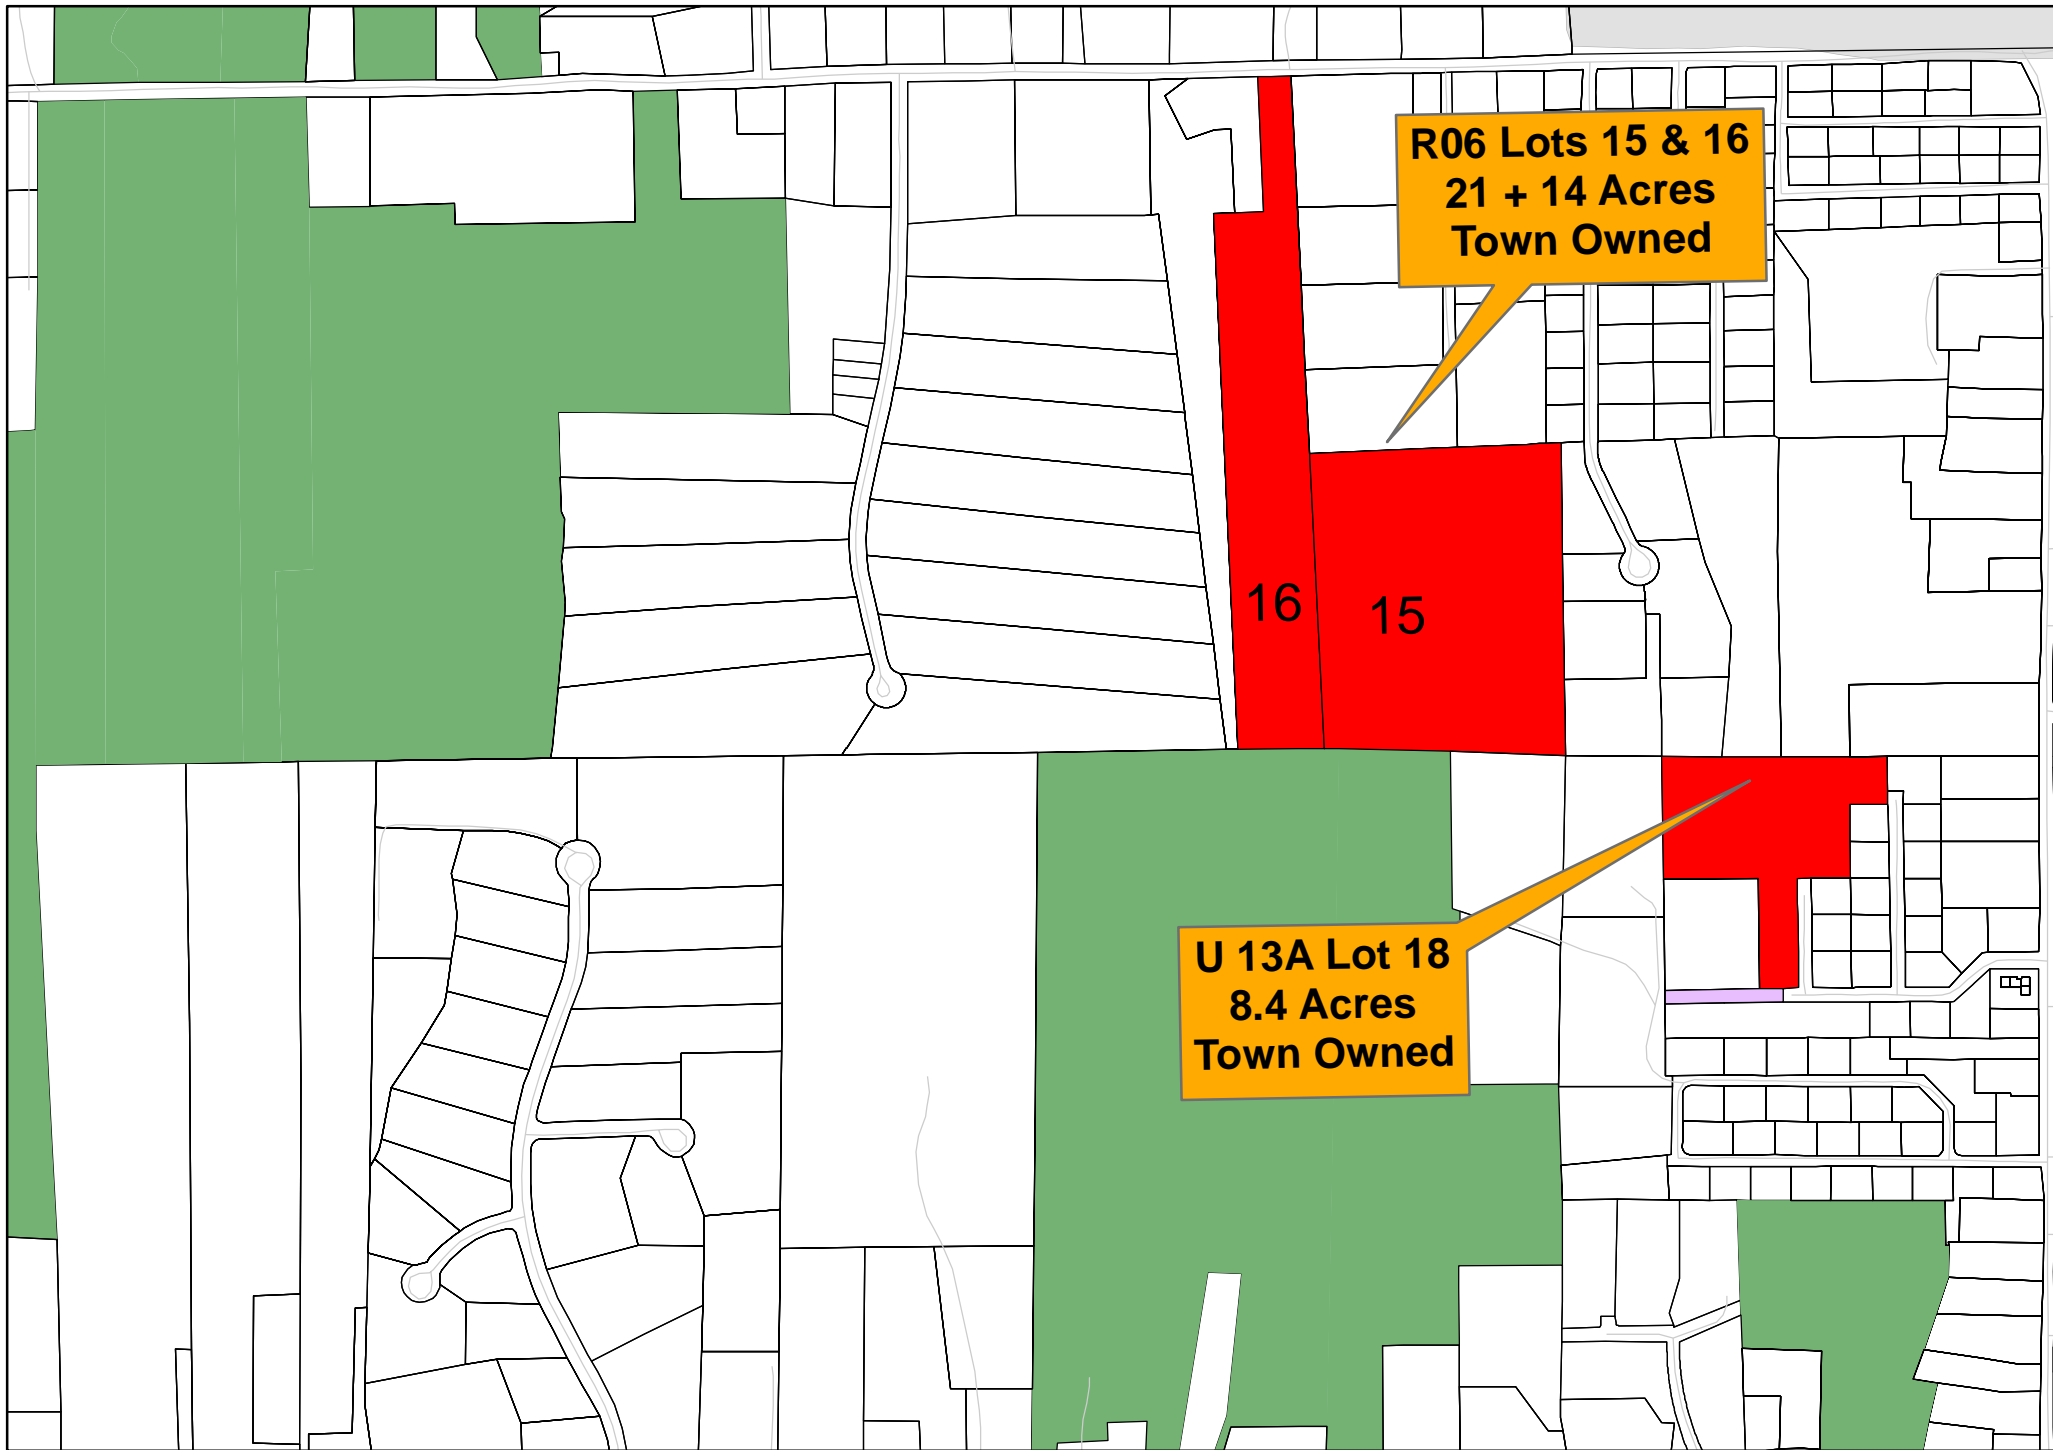 R06 Lots 15 & 16
21 + 14 Acres
Town Owned
16
15
U 13A Lot 18
8.4 Acres
Town Owned